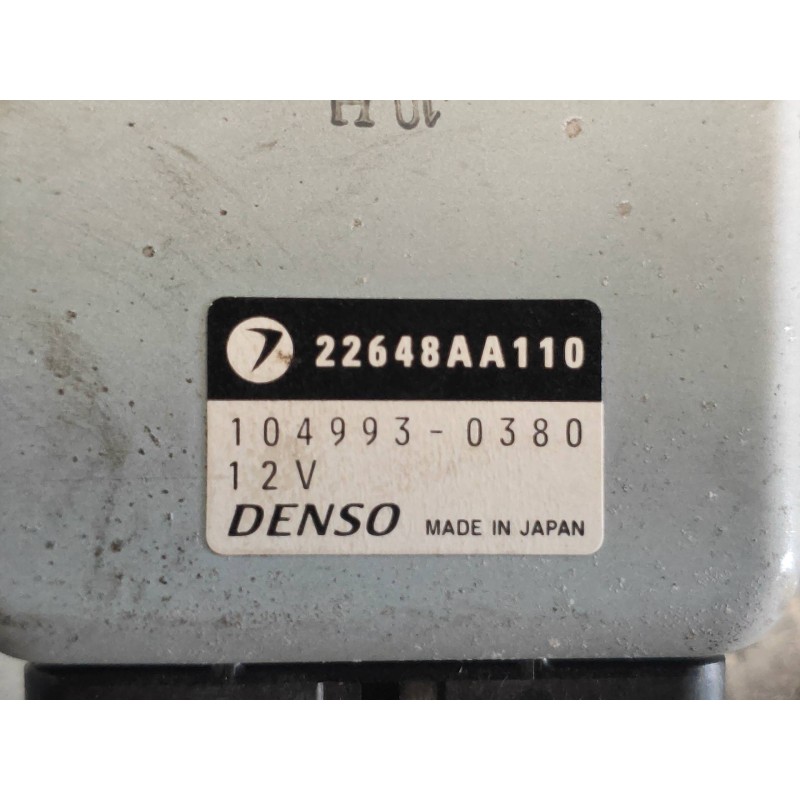 22648AA110
104993-0380
12V
DENSO MADE IN JAPAN